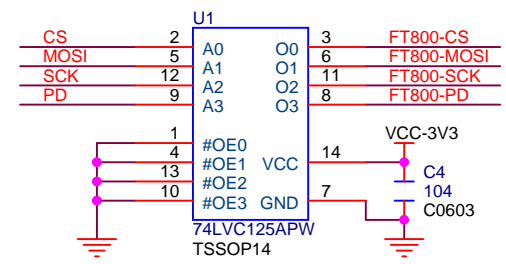 U1
CS 2 A0 O0 3 FT800-CS
MOSI 5 A1 O1 6 FT800-MOSI
SCK 12 A2 O2 11 FT800-SCK
PD 9 A3 O3 8 FT800-PD
1 #OE0 VCC-3V3
4 #OE1 VCC 14
13 #OE2 C4
10 #OE3 GND 7 104
C0603
74LVC125APW
TSSOP14